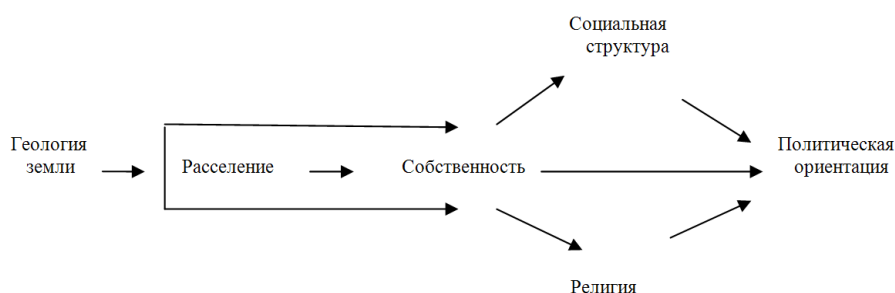 Социальная
структура
Геология
земли
Расселение
Собственность
Политическая
ориентация
Религия